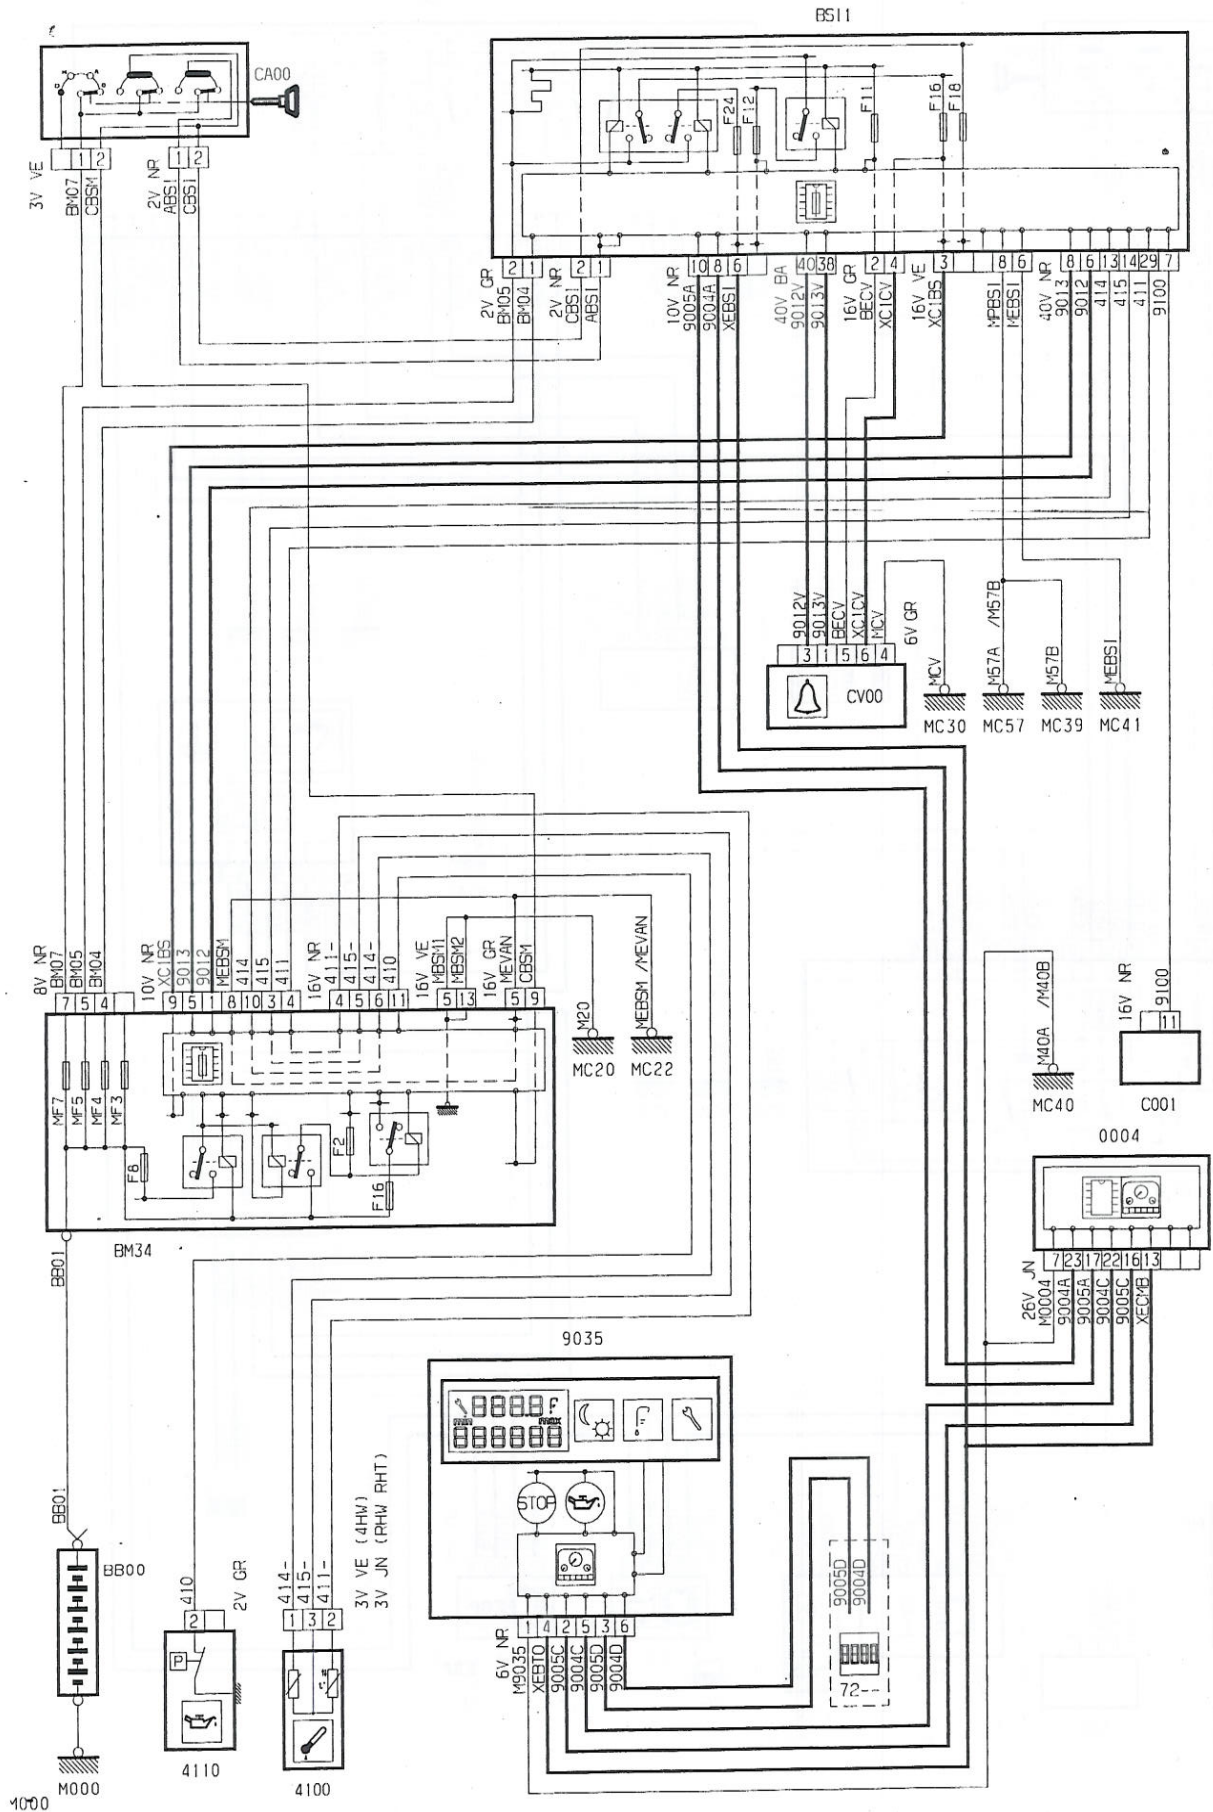 BSI1
CA00
3V VE
BM07
CBSM
2V NR
ABSI
CBSI
1 2
1 2
F24
F12
F11
F16
F18
2 1
2 1
10 8 6
40 38
2 4
3
8 6
8 6 13 14 29 7
2V GR
BM05
BM04
2V NR
CBSI
ABSI
10V NR
9005A
9004A
XEBSI
40V BA
9012V
9013V
16V GR
BECV
XC1CV
16V VE
XC1BS
MPBSI
MEBSI
40V NR
9013
9012
414
415
411
9100
9012V
9013V
BECV
XC1CV
MCV
6V GR
3 1 5 6 4
CV00
MCV
MC30
M57A /M57B
MC57
M57B
MC39
MEBSI
MC41
8V NR
BM07
BM05
BM04
10V NR
XC1BS
9013
9012
MEBSM
414
415
411
16V NR
411-
415-
414-
410
16V VE
MBSM1
MBSM2
16V GR
MEVAN
CBSM
7 5 4
9 5 1 8 10 3 4
4 5 6 11
5 13
5 9
M20
MC20
MEBSM /MEVAN
MC22
MF7
MF5
MF4
MF3
F8
F2
F16
BM34
BB01
M40A /M40B
MC40
16V NR
9100
11
C001
0004
7 23 17 22 16 13
26V JN
M0004
9004A
9005A
9004C
9005C
XECMB
9035
min
max
STOP
1 4 2 5 3 6
6V NR
M9035
XEBTO
9005C
9004C
9005D
9004D
9005D
9004D
72--
BB01
BB00
M000
410
2V GR
2
P
4110
414-
415-
411-
3V VE (4HW)
3V JN (RHW RHT)
1 3 2
4100